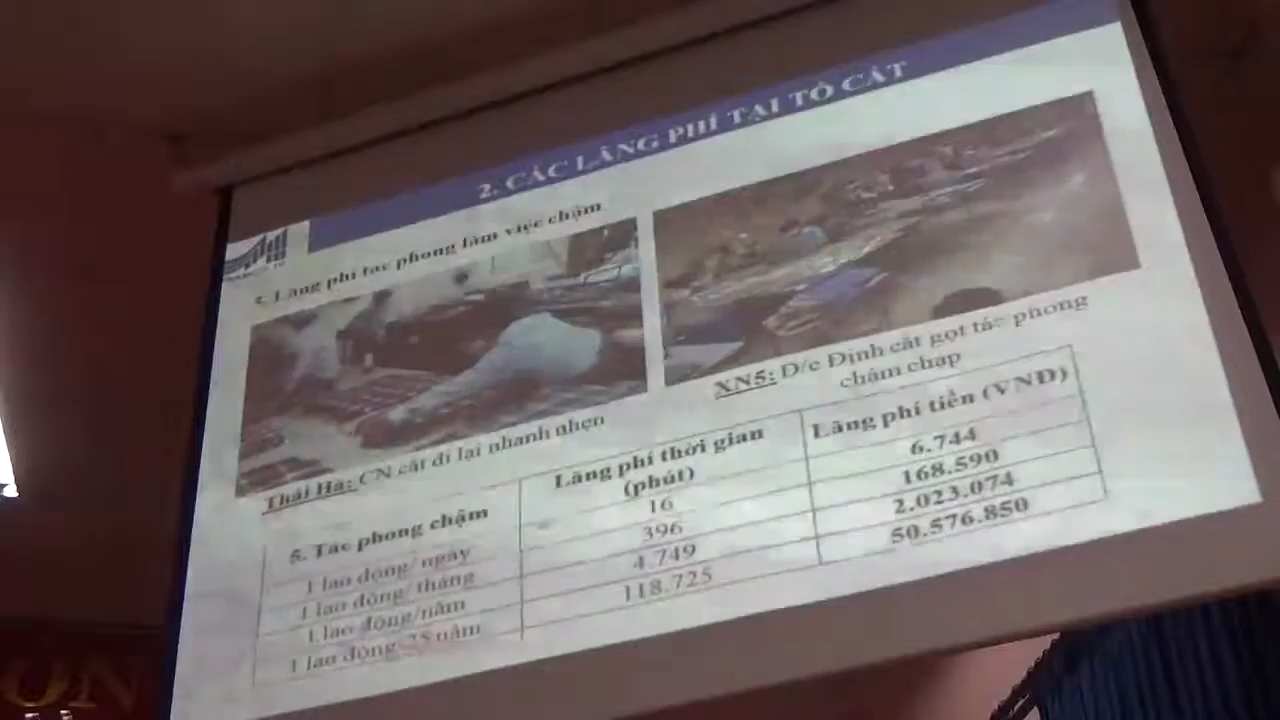 2. CÁC LÃNG PHÍ TẠI TỔ CẮT
5. Lãng phí tác phong làm việc chậm
Thái Hà: CN cắt đi lại nhanh nhẹn
XN5: Đ/c Định cắt gọt tác phong
chậm chạp
5. Tác phong chậm
Lãng phí thời gian
(phút)
Lãng phí tiền (VNĐ)
1 lao động/ ngày
16
6.744
1 lao động/ tháng
396
168.590
1 lao động/năm
4.749
2.023.074
1 lao động/25 năm
118.725
50.576.850